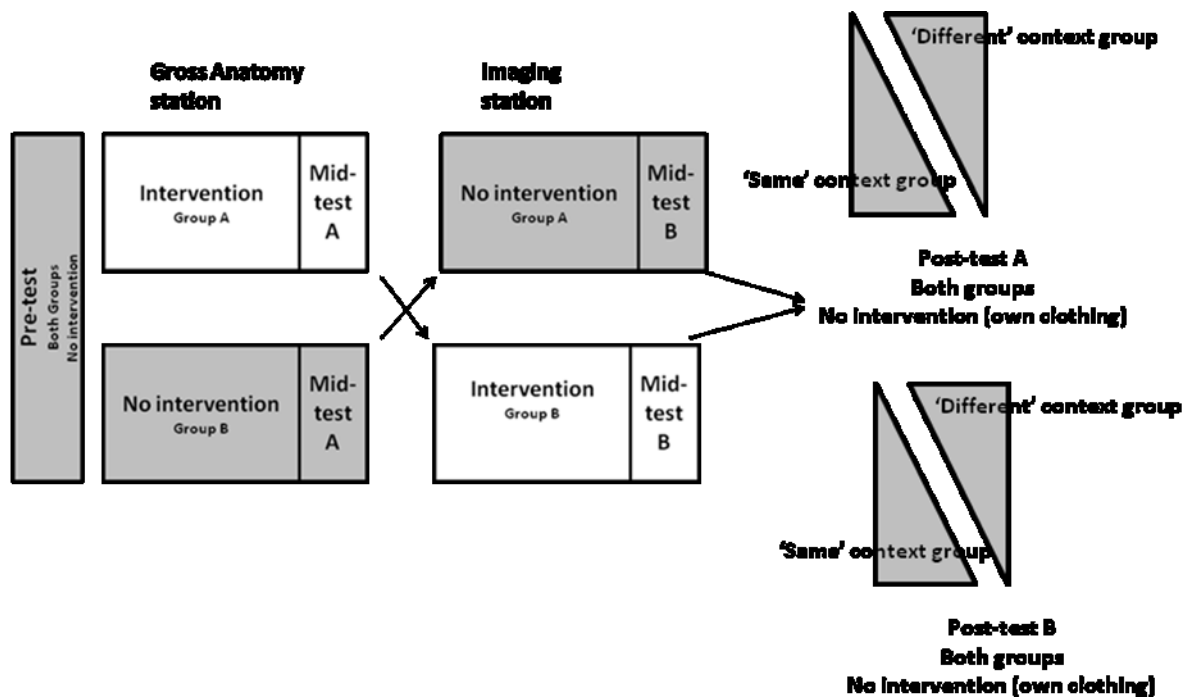 Pre-test
Both Groups
No intervention
Gross Anatomy
station
Intervention
Group A
Mid-
test
A
No intervention
Group B
Mid-
test
A
Imaging
station
No intervention
Group A
Mid-
test
B
Intervention
Group B
Mid-
test
B
'Different' context group
'Same' context group
Post-test A
Both groups
No intervention (own clothing)
'Different' context group
'Same' context group
Post-test B
Both groups
No intervention (own clothing)